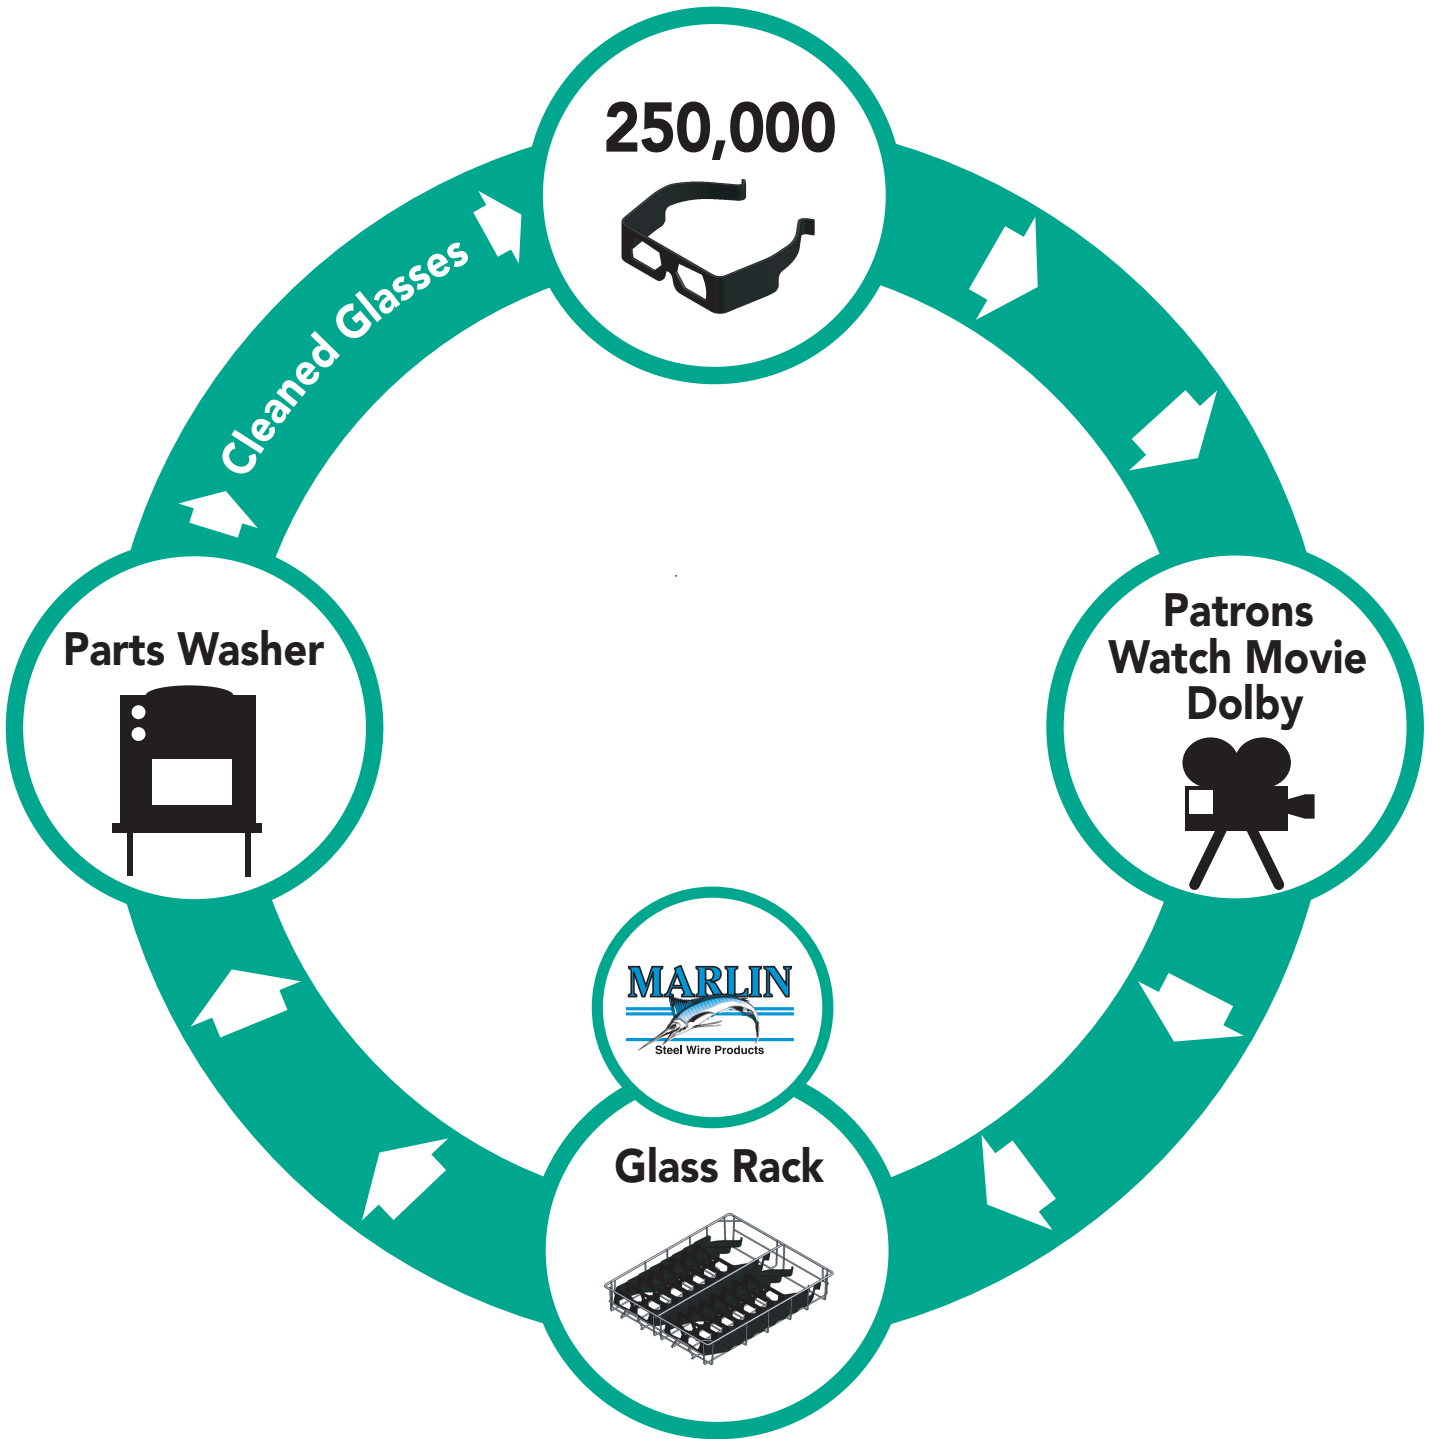 250,000
Cleaned Glasses
Patrons
Watch Movie
Dolby
Parts Washer
MARLIN
Steel Wire Products
Glass Rack